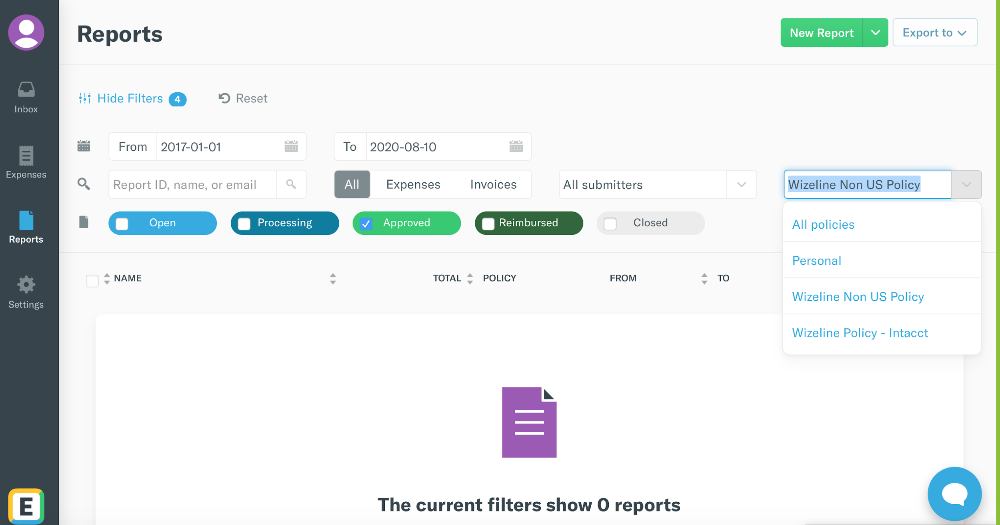 Reports
New Report
Export to
Inbox
Expenses
Reports
Settings
E
Hide Filters 4
Reset
From 2017-01-01
To 2020-08-10
Report ID, name, or email
All Expenses Invoices
All submitters
Wizeline Non US Policy
Open
Processing
Approved
Reimbursed
Closed
All policies
Personal
Wizeline Non US Policy
Wizeline Policy - Intacct
NAME TOTAL POLICY FROM TO
The current filters show 0 reports